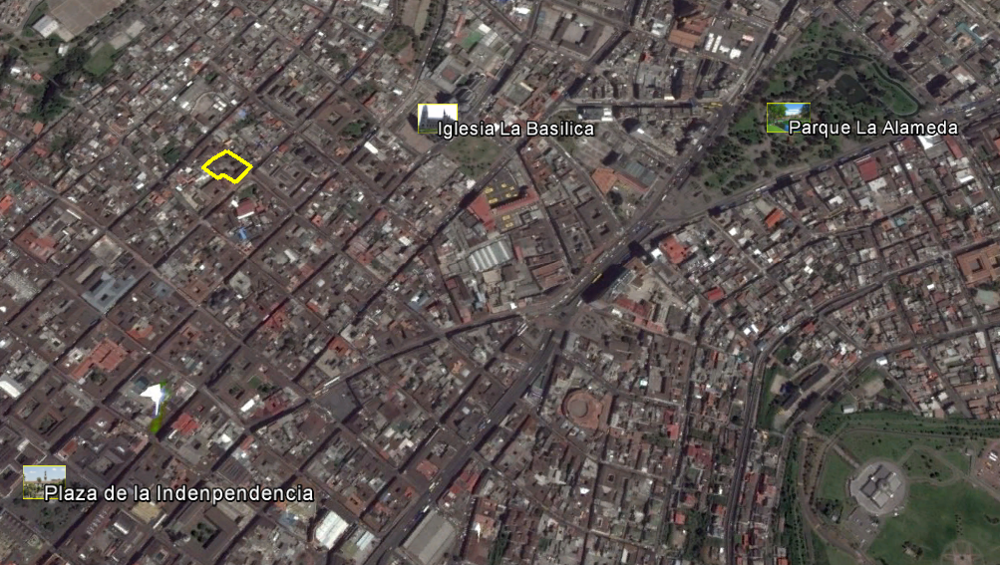 Iglesia La Basilica
Parque La Alameda
Plaza de la Indenpendencia